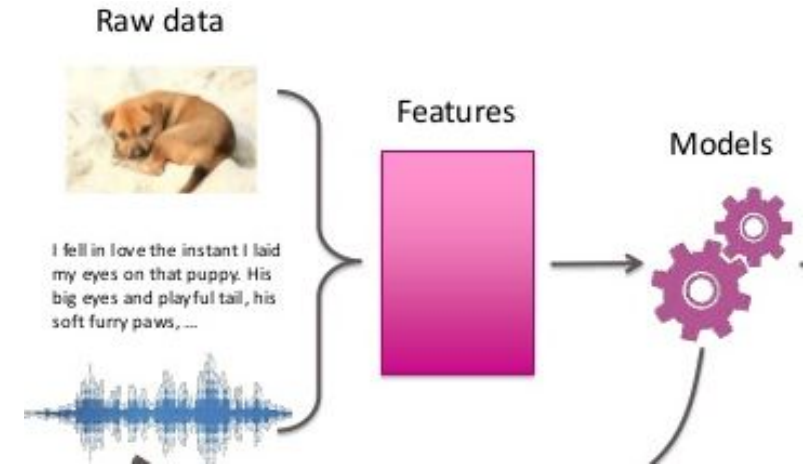 Raw data
Features
Models
I fell in love the instant I laid
my eyes on that puppy. His
big eyes and playful tail, his
soft furry paws, ...